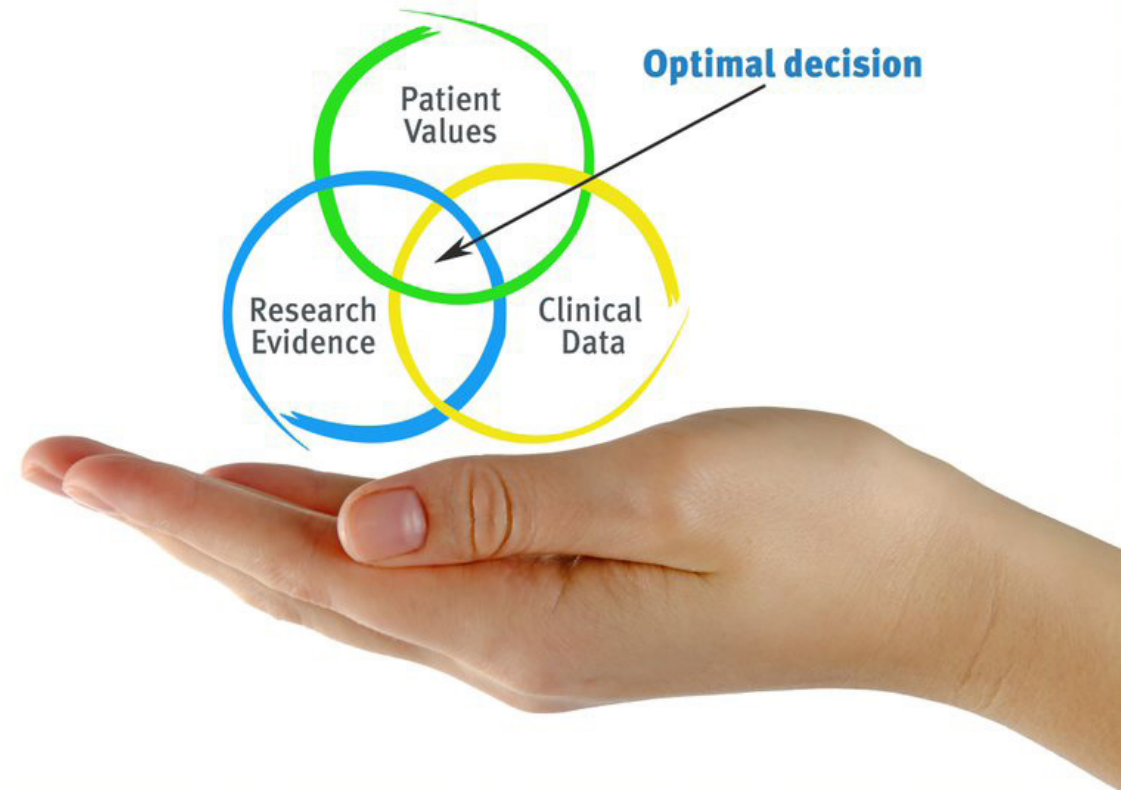 Optimal decision
Patient
Values
Research
Evidence
Clinical
Data